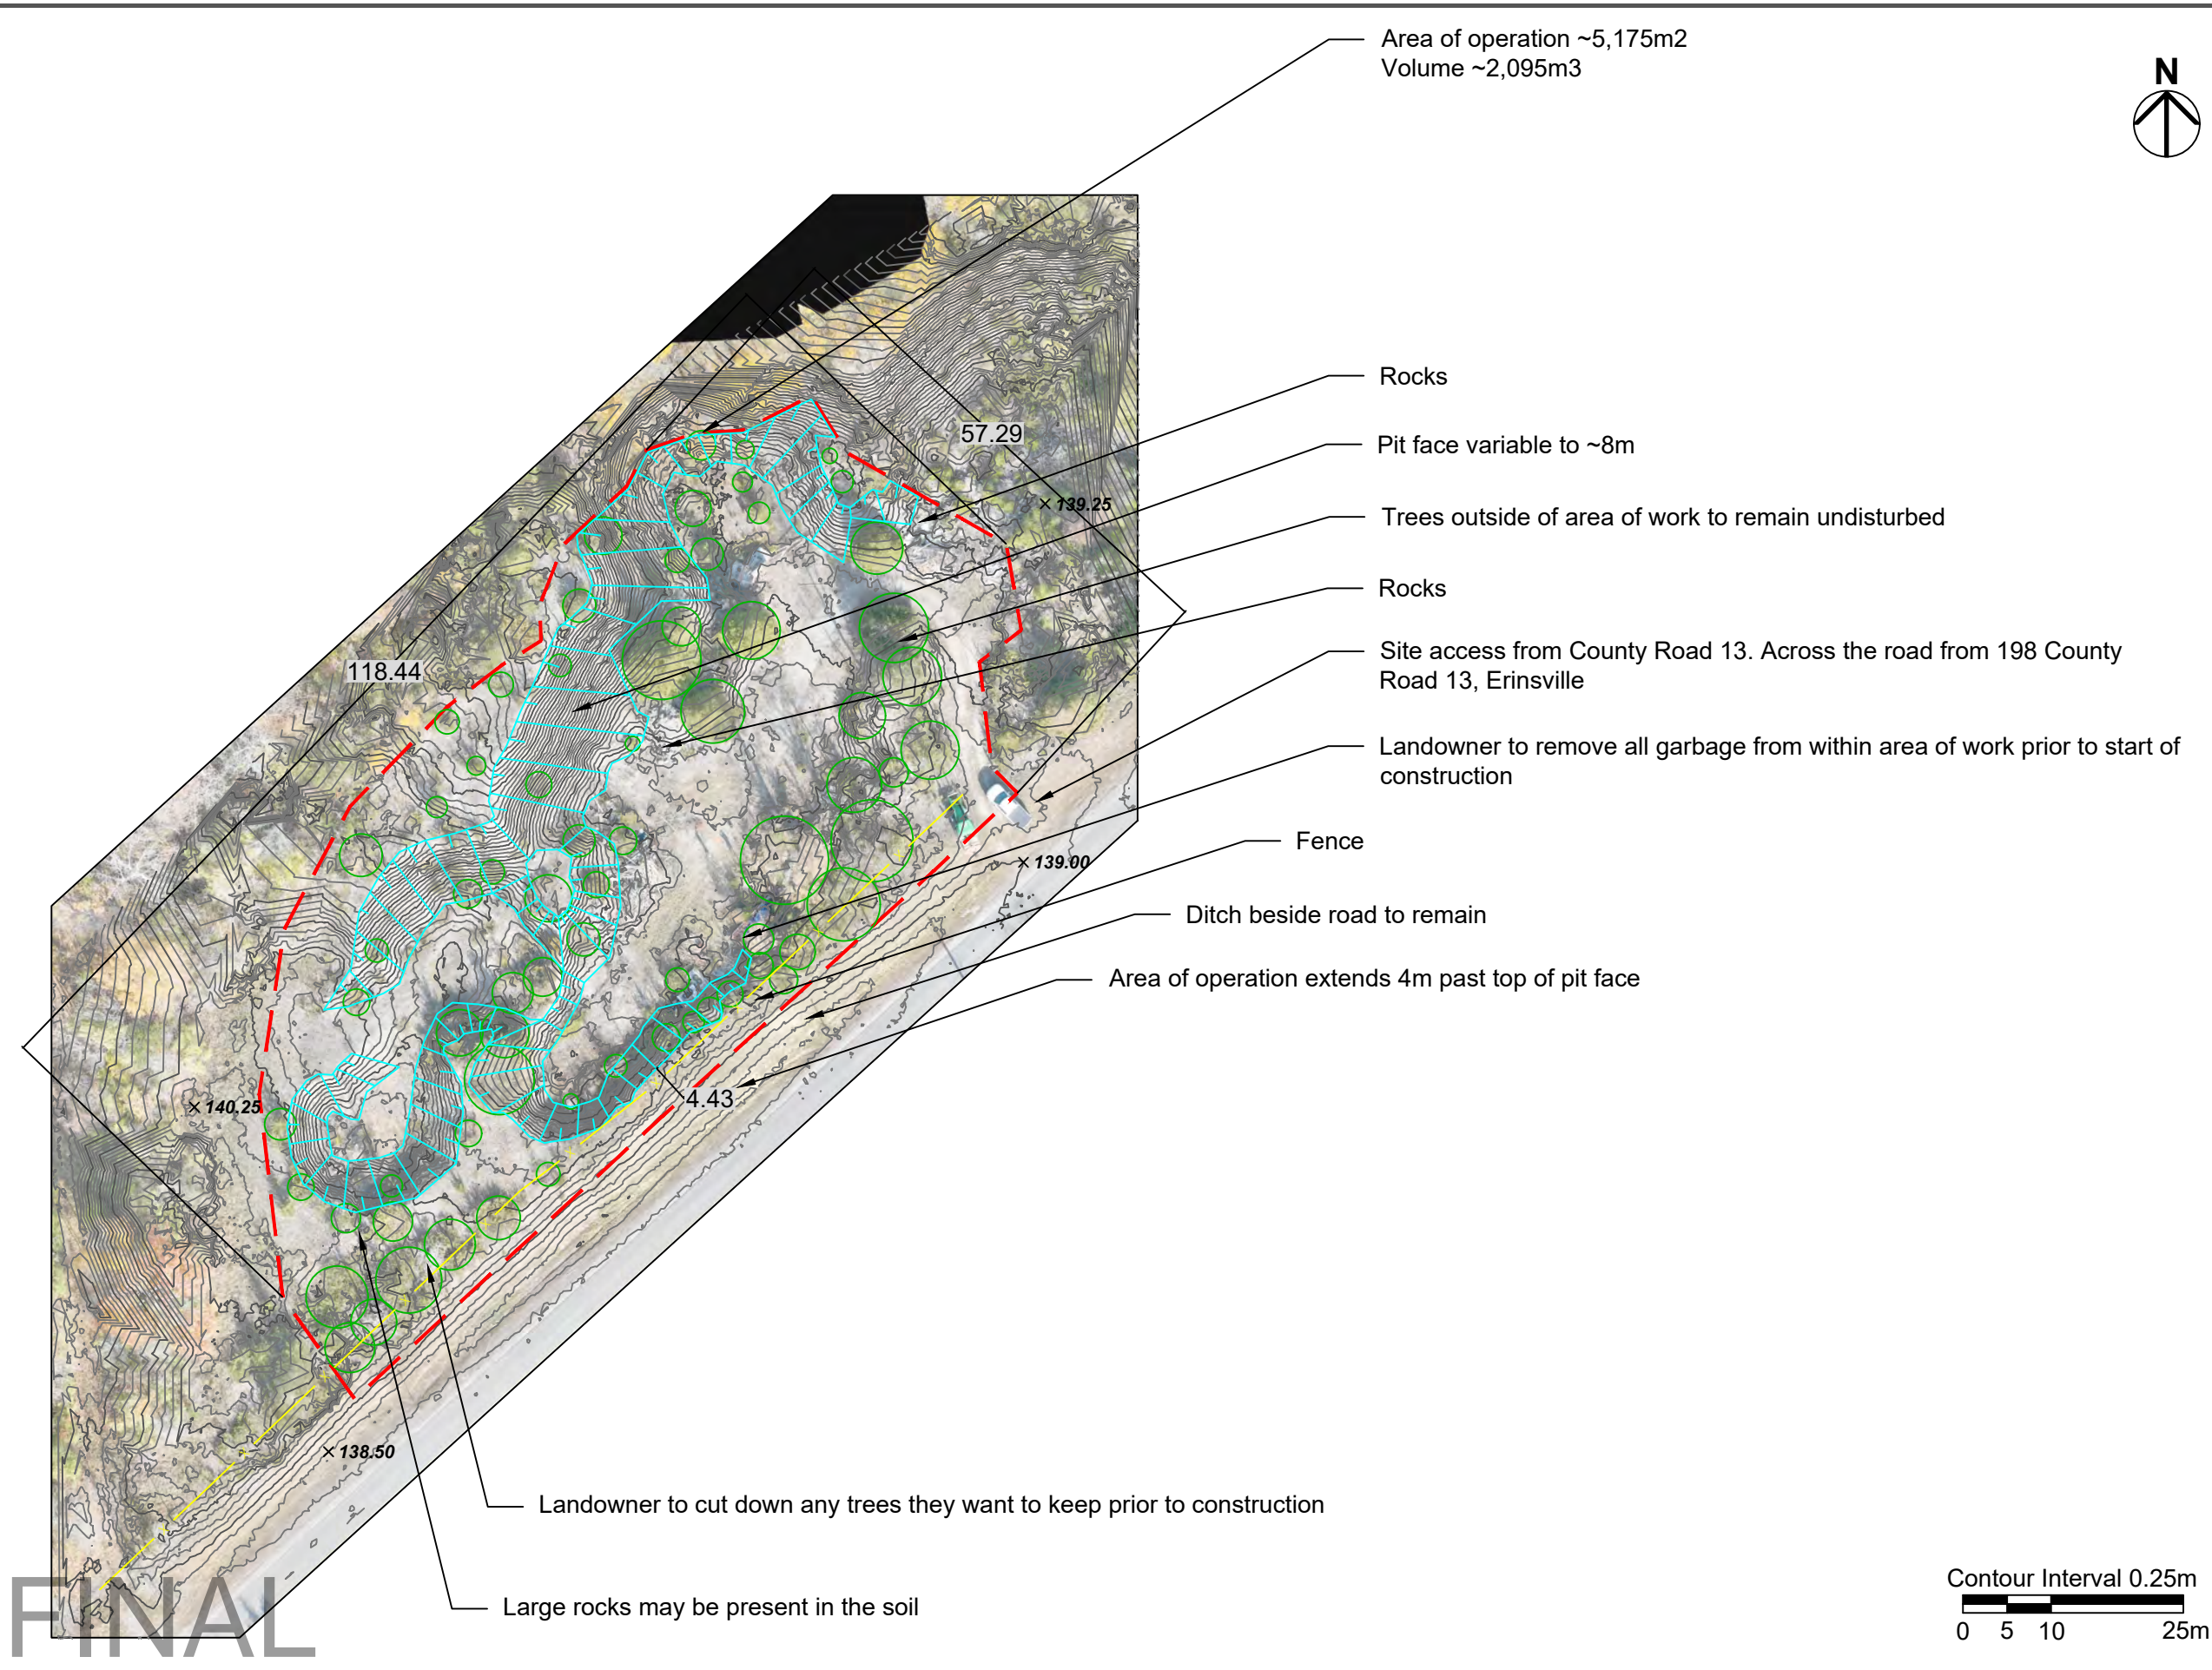 Area of operation ~5,175m2
Volume ~2,095m3
N
Rocks
57.29
Pit face variable to ~8m
139.25
Trees outside of area of work to remain undisturbed
Rocks
Site access from County Road 13. Across the road from 198 County
Road 13, Erinsville
118.44
Landowner to remove all garbage from within area of work prior to start of
construction
Fence
139.00
Ditch beside road to remain
Area of operation extends 4m past top of pit face
4.43
140.25
138.50
Landowner to cut down any trees they want to keep prior to construction
Large rocks may be present in the soil
FINAL
Contour Interval 0.25m
0 5 10 25m